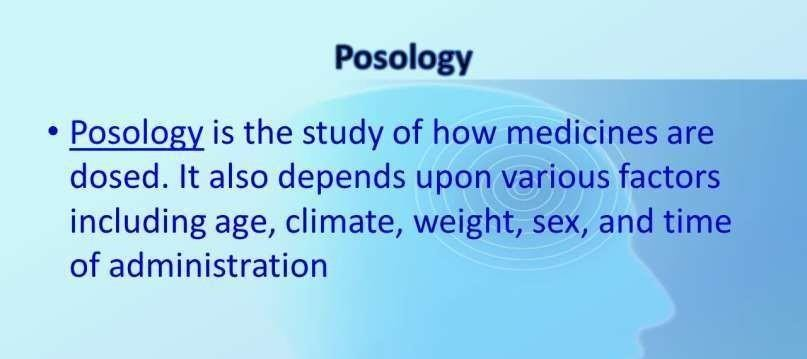 Posology
• Posology is the study of how medicines are
dosed. It also depends upon various factors
including age, climate, weight, sex, and time
of administration